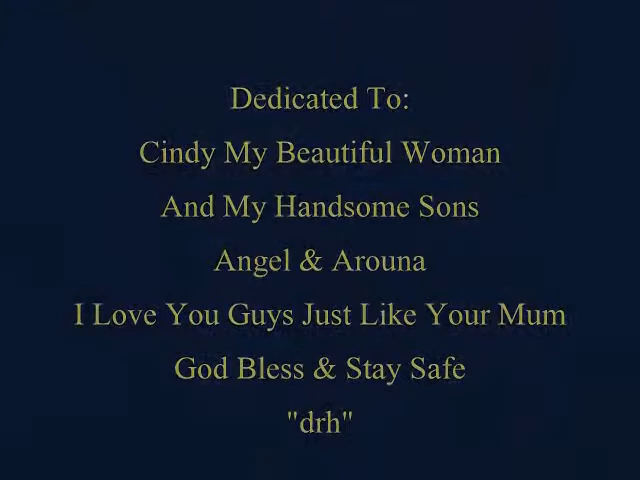 Dedicated To:
Cindy My Beautiful Woman
And My Handsome Sons
Angel & Arouna
I Love You Guys Just Like Your Mum
God Bless & Stay Safe
"drh"